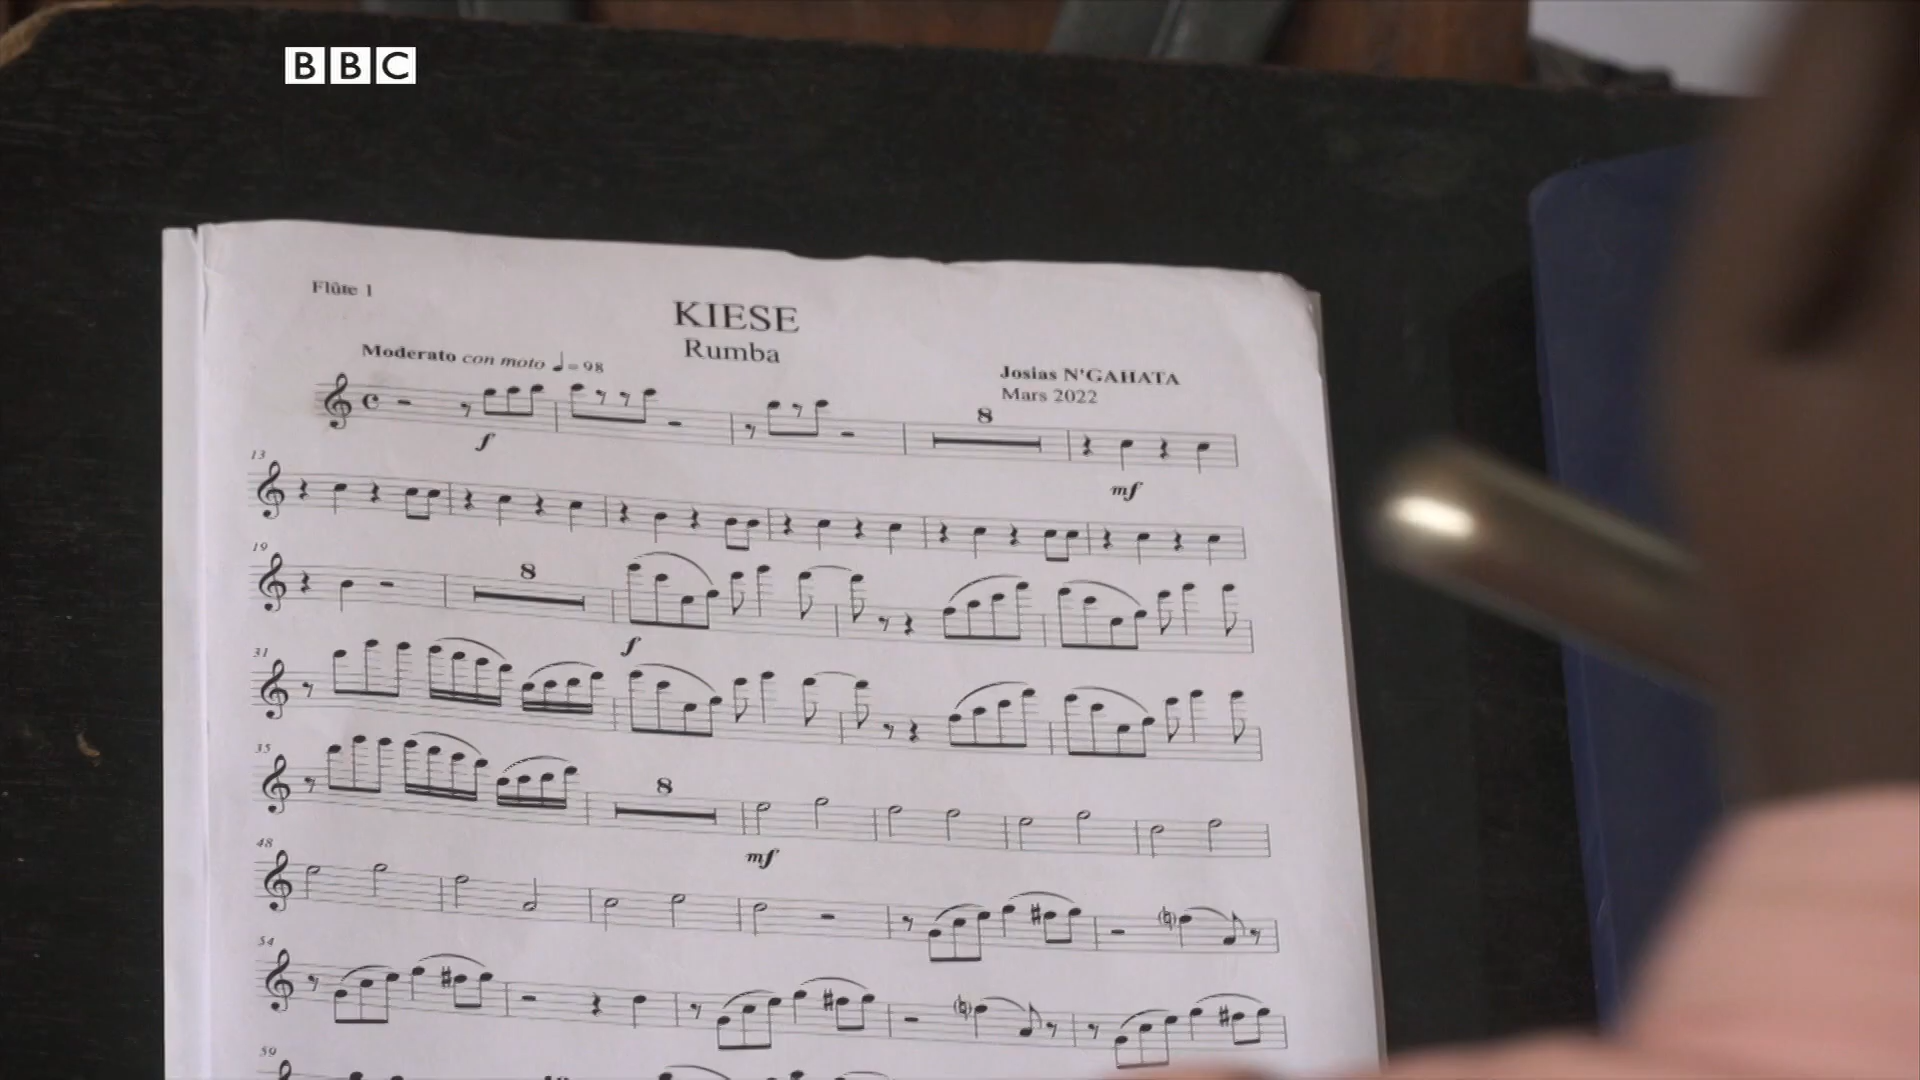 BBC
Flûte 1
KIESE
Rumba
Moderato con moto ♩= 98
Josias N'GAHATA
Mars 2022
8
f
mf
13
19
8
f
31
35
8
mf
48
54
59